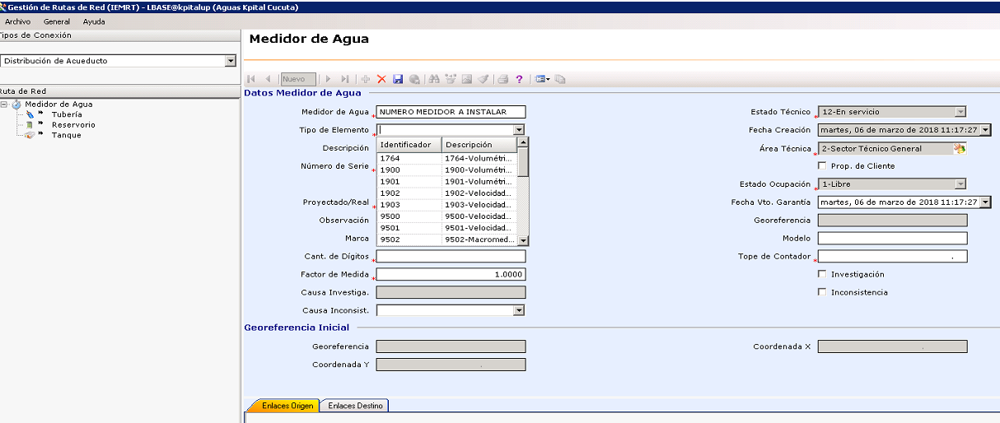 Gestión de Rutas de Red (IEMRT) - LBASE@kpitalup (Aguas Kpital Cucuta)
Archivo General Ayuda
Tipos de Conexión
Distribución de Acueducto
Ruta de Red
Medidor de Agua
Tubería
Reservorio
Tanque
Medidor de Agua
Nuevo
Datos Medidor de Agua
Medidor de Agua * NUMERO MEDIDOR A INSTALAR
Tipo de Elemento *
Identificador Descripción
1764 1764-Volumétri...
1900 1900-Volumétri...
1901 1901-Volumétri...
1902 1902-Velocidad...
1903 1903-Velocidad...
9500 9500-Velocidad...
9501 9501-Velocidad...
9502 9502-Macromed...
Descripción
Número de Serie *
Proyectado/Real *
Observación
Marca
Cant. de Dígitos *
Factor de Medida * 1.0000
Causa Investiga.
Causa Inconsist.
Estado Técnico * 12-En servicio
Fecha Creación martes, 06 de marzo de 2018 11:17:27
Área Técnica * 2-Sector Técnico General
Prop. de Cliente
Estado Ocupación * 1-Libre
Fecha Vto. Garantía martes, 06 de marzo de 2018 11:17:27
Georeferencia
Modelo
Tope de Contador * .
Investigación
Inconsistencia
Georeferencia Inicial
Georeferencia
Coordenada X .
Coordenada Y .
Enlaces Origen Enlaces Destino